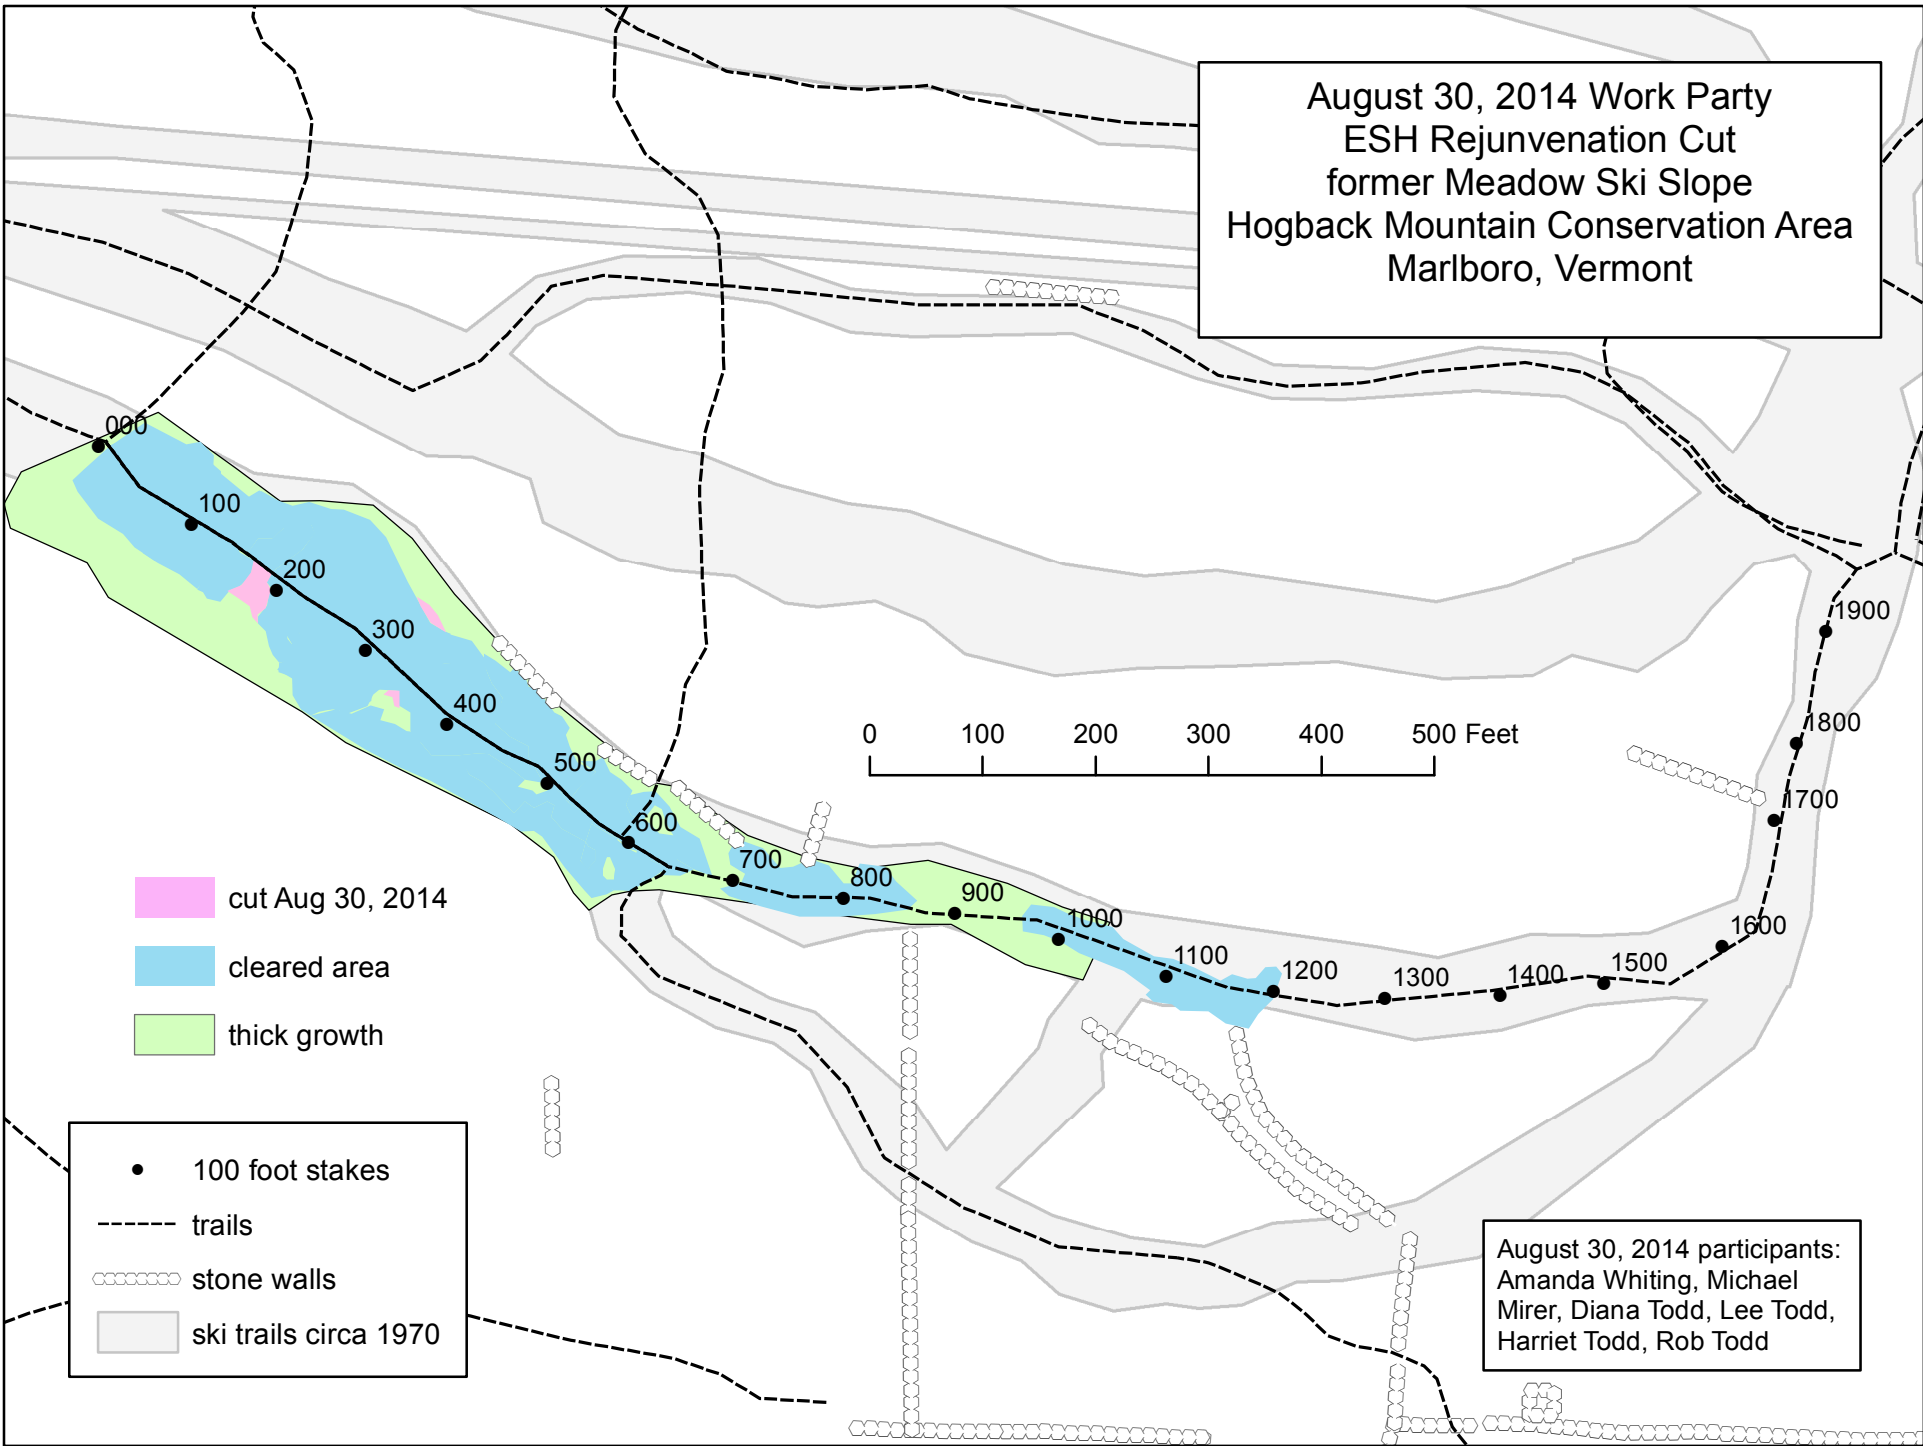 August 30, 2014 Work Party
ESH Rejunvenation Cut
former Meadow Ski Slope
Hogback Mountain Conservation Area
Marlboro, Vermont
000
100
200
300
400
500
600
700
800
900
1000
1100
1200
1300
1400
1500
1600
1700
1800
1900
0 100 200 300 400 500 Feet
cut Aug 30, 2014
cleared area
thick growth
100 foot stakes
trails
stone walls
ski trails circa 1970
August 30, 2014 participants:
Amanda Whiting, Michael
Mirer, Diana Todd, Lee Todd,
Harriet Todd, Rob Todd